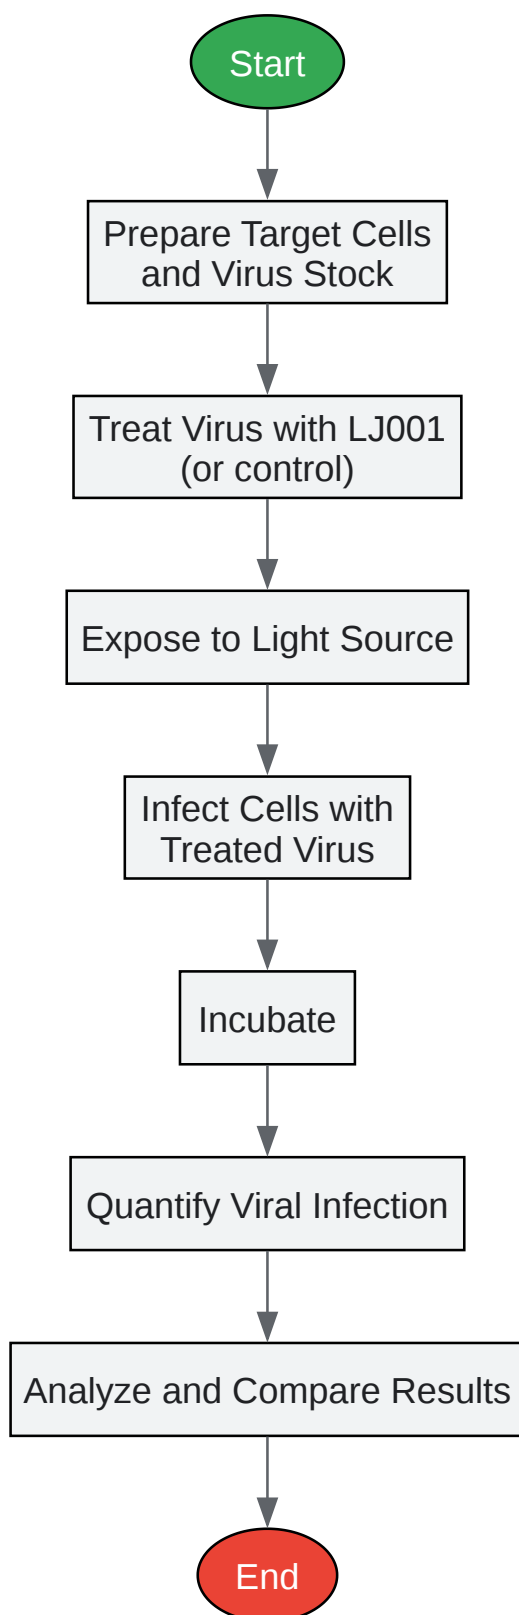 Start
Prepare Target Cells
and Virus Stock
Treat Virus with LJ001
(or control)
Expose to Light Source
Infect Cells with
Treated Virus
Incubate
Quantify Viral Infection
Analyze and Compare Results
End